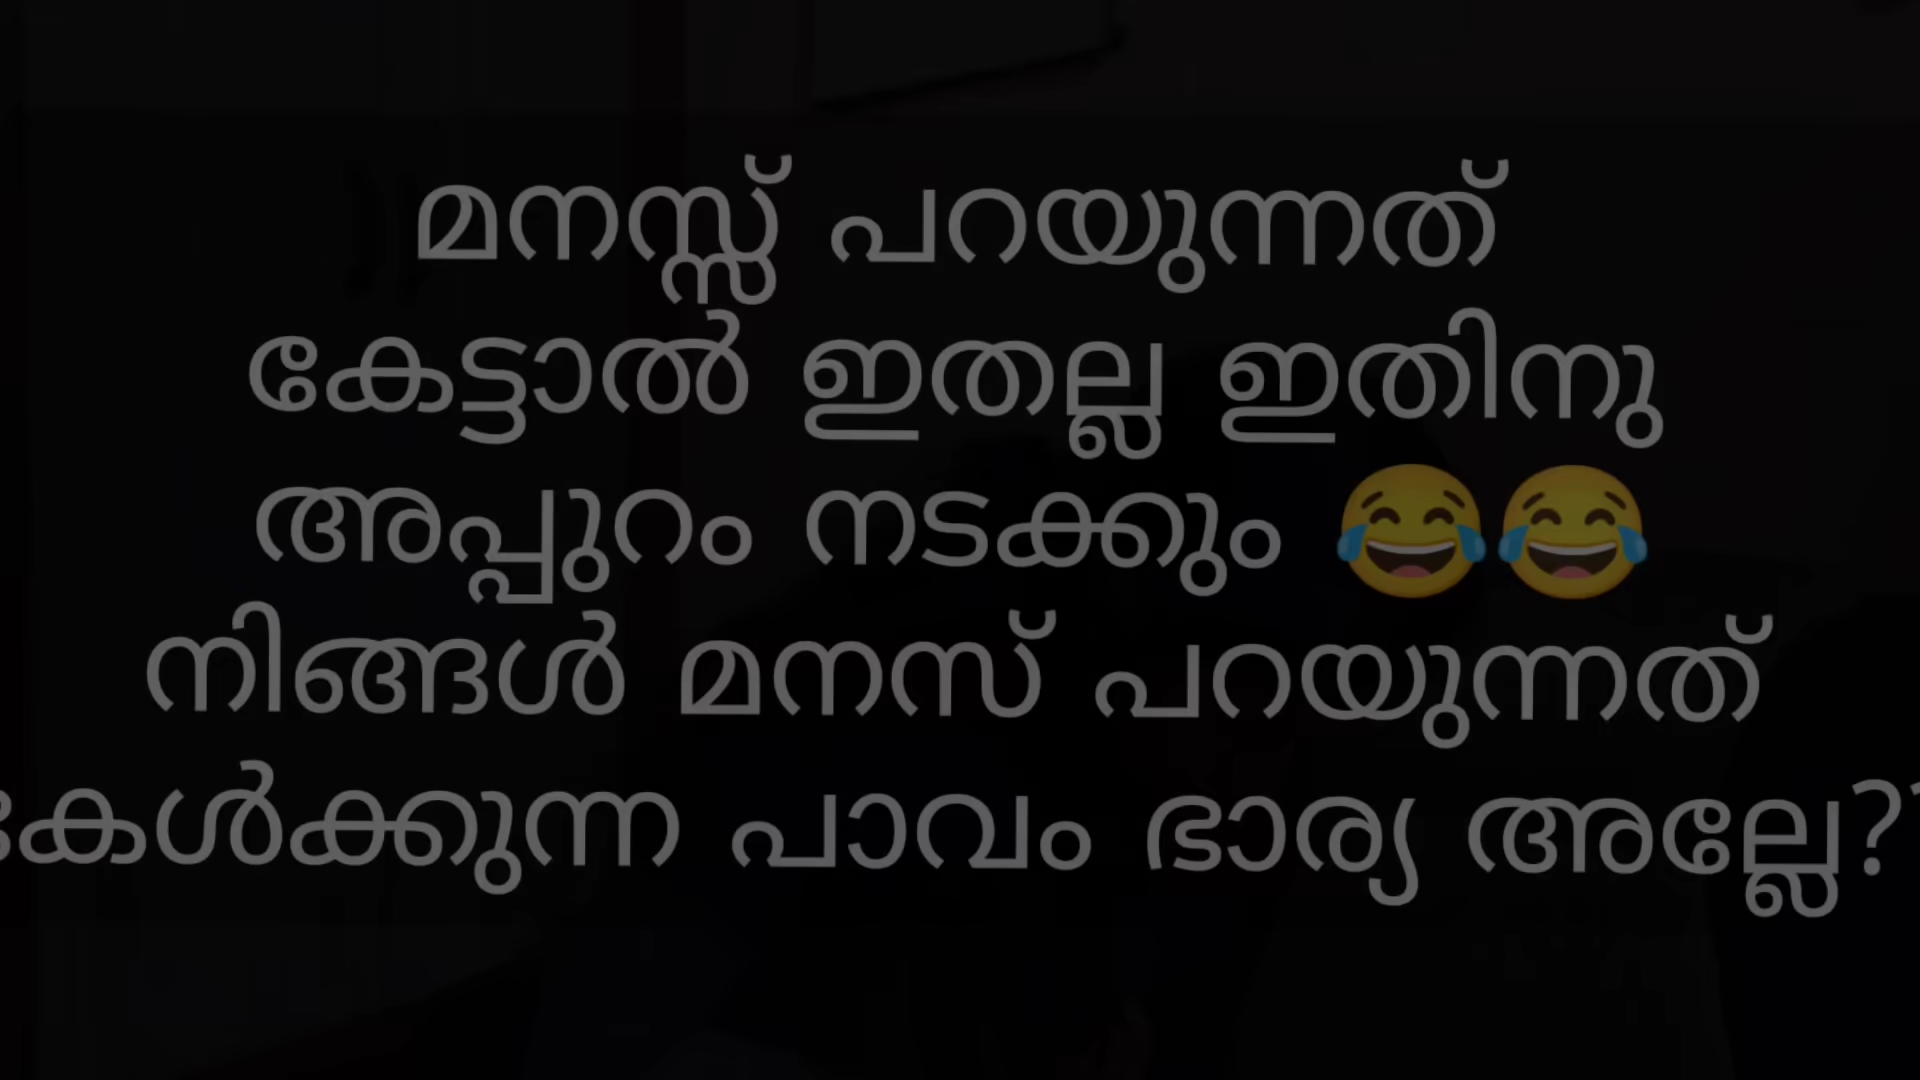 മനസ്സ് പറയുന്നത്
കേട്ടാൽ ഇതല്ല ഇതിനു
അപ്പുറം നടക്കും 😂😂
നിങ്ങൾ മനസ് പറയുന്നത്
കേൾക്കുന്ന പാവം ഭാര്യ അല്ലേ??